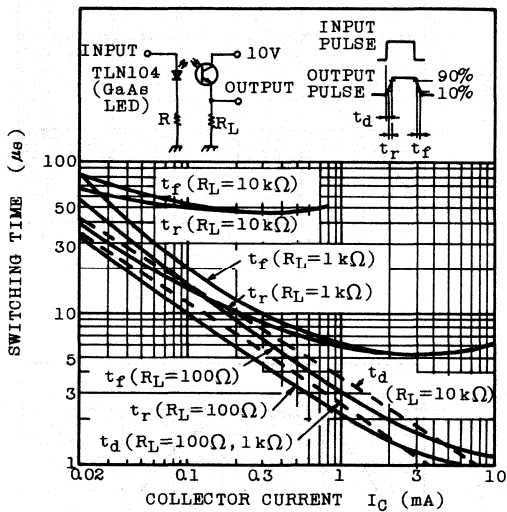 INPUT
TLN104
(GaAs
LED)
R
10V
OUTPUT
RL
INPUT
PULSE
OUTPUT
PULSE
90%
10%
td
tr
tf
SWITCHING TIME (μs)
100
50
30
10
5
3
1
tf (RL=10kΩ)
tr (RL=10kΩ)
tf (RL=1kΩ)
tr (RL=1kΩ)
tf (RL=100Ω)
tr (RL=100Ω)
td (RL=100Ω, 1kΩ)
td
(RL=10kΩ)
0.02
0.1
0.3
1
3
10
COLLECTOR CURRENT IC (mA)